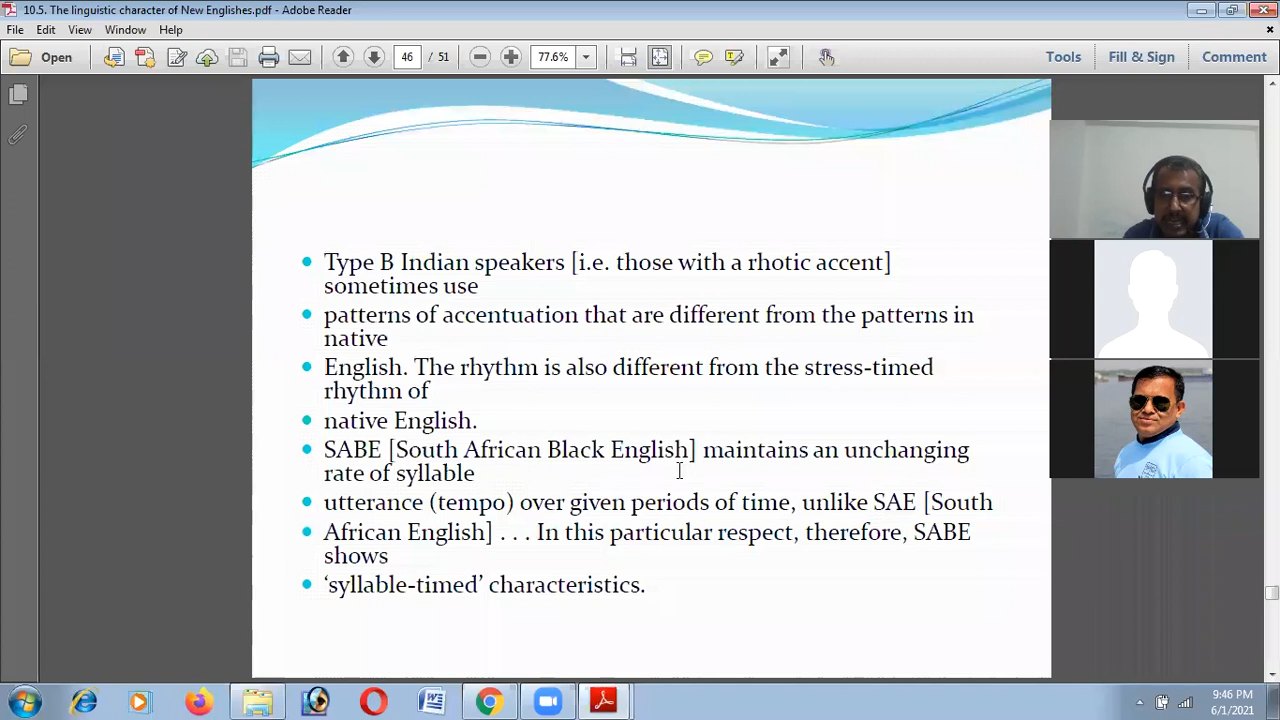 10.5. The linguistic character of New Englishes.pdf - Adobe Reader
File Edit View Window Help
Open 46 / 51 77.6% Tools Fill & Sign Comment
Type B Indian speakers [i.e. those with a rhotic accent]
sometimes use
patterns of accentuation that are different from the patterns in
native
English. The rhythm is also different from the stress-timed
rhythm of
native English.
SABE [South African Black English] maintains an unchanging
rate of syllable
utterance (tempo) over given periods of time, unlike SAE [South
African English] . . . In this particular respect, therefore, SABE
shows
‘syllable-timed’ characteristics.
9:46 PM
6/1/2021